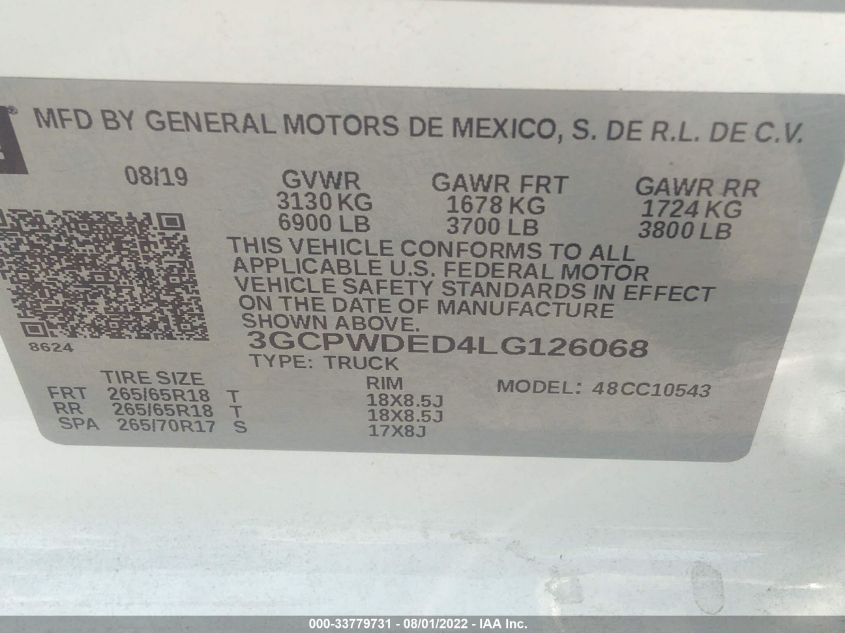 MFD BY GENERAL MOTORS DE MEXICO, S. DE R.L. DE C.V.
08/19 GVWR GAWR FRT GAWR RR
3130 KG 1678 KG 1724 KG
6900 LB 3700 LB 3800 LB
THIS VEHICLE CONFORMS TO ALL
APPLICABLE U.S. FEDERAL MOTOR
VEHICLE SAFETY STANDARDS IN EFFECT
ON THE DATE OF MANUFACTURE
SHOWN ABOVE.
8624 3GCPWDED4LG126068
TYPE: TRUCK
TIRE SIZE RIM MODEL: 48CC10543
FRT 265/65R18 T 18X8.5J
RR 265/65R18 T 18X8.5J
SPA 265/70R17 S 17X8J
000-33779731 - 08/01/2022 - IAA Inc.